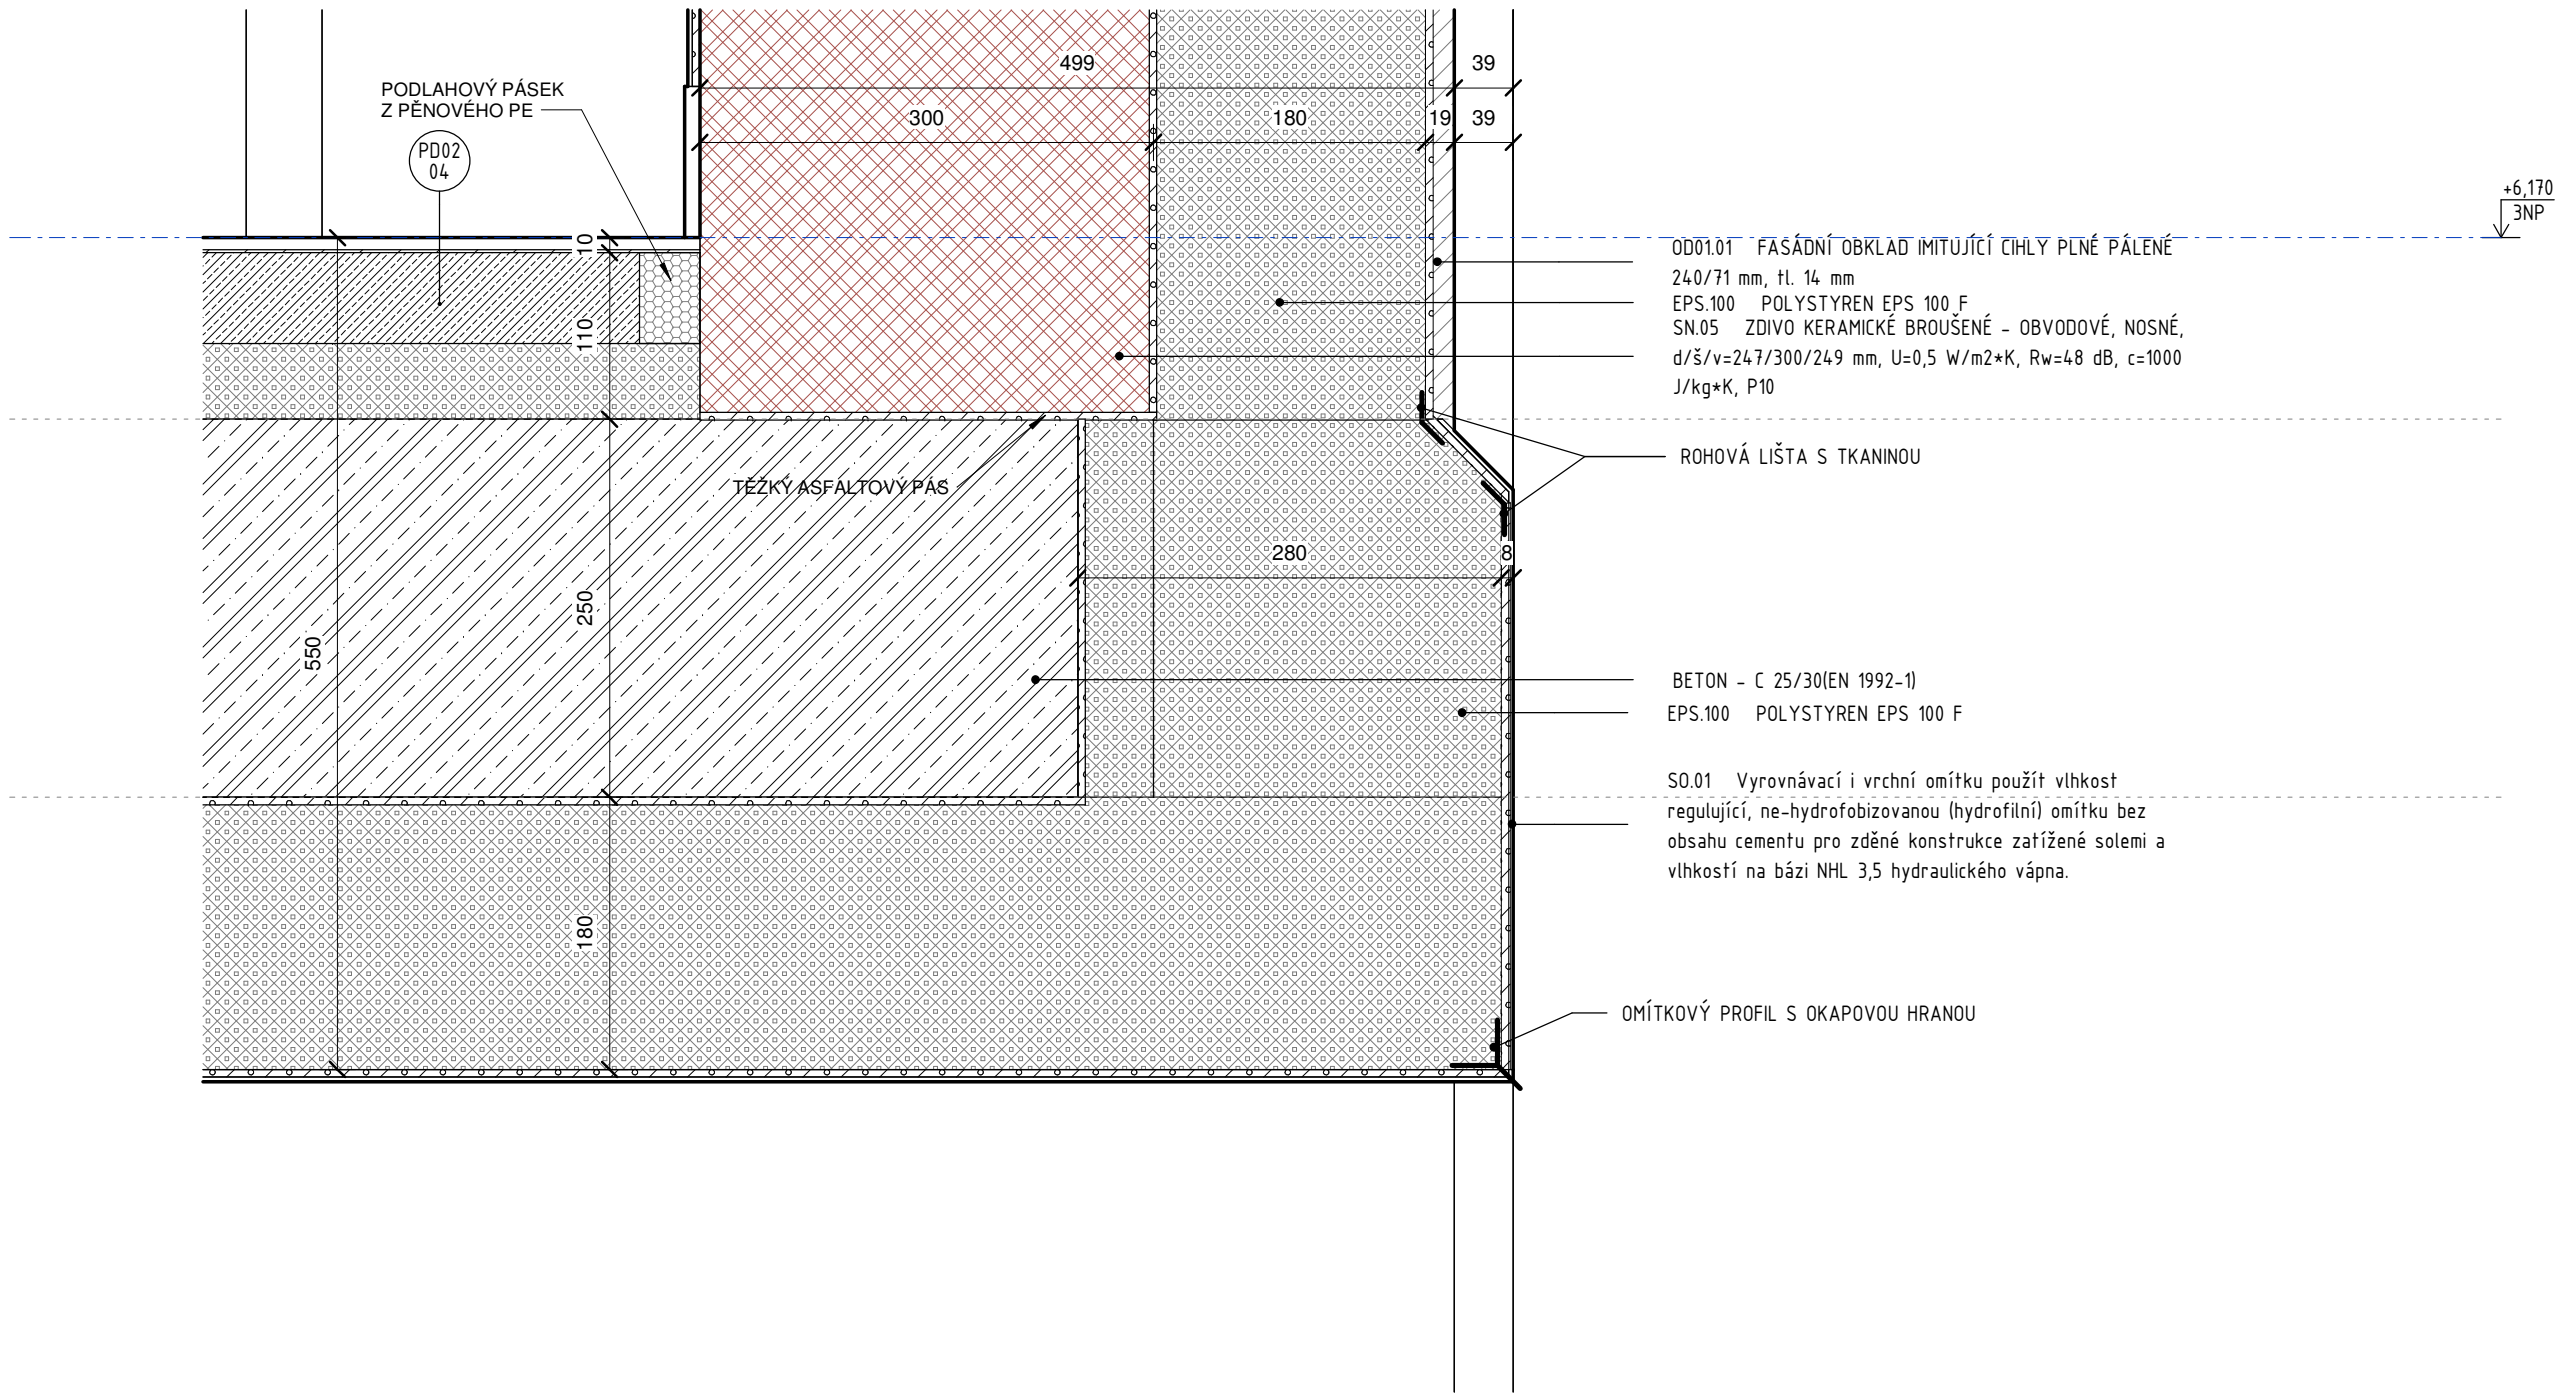 499
39
PODLAHOVÝ PÁSEK
Z PĚNOVÉHO PE
300
180
19
39
PD02
04
+6,170
3NP
10
OD01.01 FASÁDNÍ OBKLAD IMITUJÍCÍ CIHLY PLNÉ PÁLENÉ
240/71 mm, tl. 14 mm
EPS.100 POLYSTYREN EPS 100 F
SN.05 ZDIVO KERAMICKÉ BROUŠENÉ - OBVODOVÉ, NOSNÉ,
d/š/v=247/300/249 mm, U=0,5 W/m2*K, Rw=48 dB, c=1000
J/kg*K, P10
110
ROHOVÁ LIŠTA S TKANINOU
TĚŽKÝ ASFALTOVÝ PÁS
280
8
250
550
BETON - C 25/30(EN 1992-1)
EPS.100 POLYSTYREN EPS 100 F
SO.01 Vyrovnávací i vrchní omítku použít vlhkost
regulující, ne-hydrofobizovanou (hydrofilní) omítku bez
obsahu cementu pro zděné konstrukce zatížené solemi a
vlhkostí na bázi NHL 3,5 hydraulického vápna.
180
OMÍTKOVÝ PROFIL S OKAPOVOU HRANOU